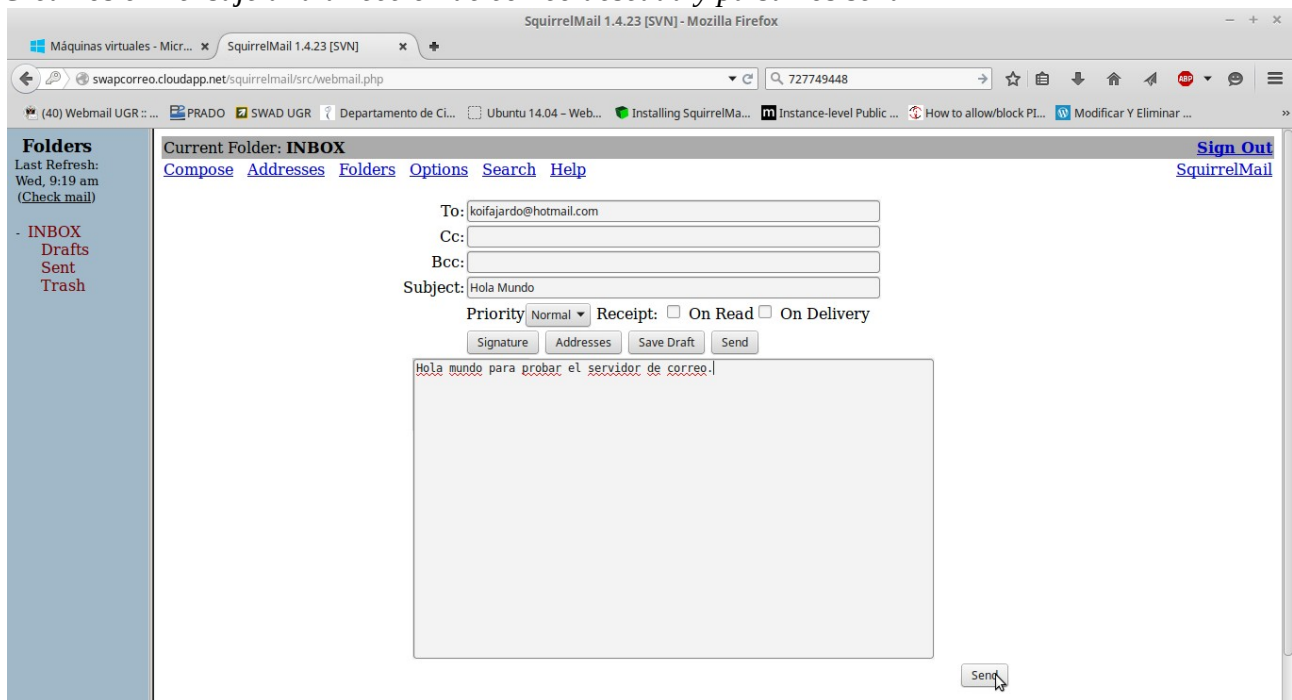 SquirrelMail 1.4.23 [SVN] - Mozilla Firefox
Máquinas virtuales - Micr... SquirrelMail 1.4.23 [SVN]
swapcorreo.cloudapp.net/squirrelmail/src/webmail.php 727749448 ABP
(40) Webmail UGR :: ... PRADO SWAD UGR Departamento de Ci... Ubuntu 14.04 – Web... Installing SquirrelMa... Instance-level Public ... How to allow/block PI... Modificar Y Eliminar ... »
Folders
Last Refresh:
Wed, 9:19 am
(Check mail)
- INBOX
Drafts
Sent
Trash
Current Folder: INBOX Sign Out
Compose Addresses Folders Options Search Help SquirrelMail
To: koifajardo@hotmail.com
Cc:
Bcc:
Subject: Hola Mundo
Priority Normal Receipt: On Read On Delivery
Signature Addresses Save Draft Send
Hola mundo para probar el servidor de correo.
Send